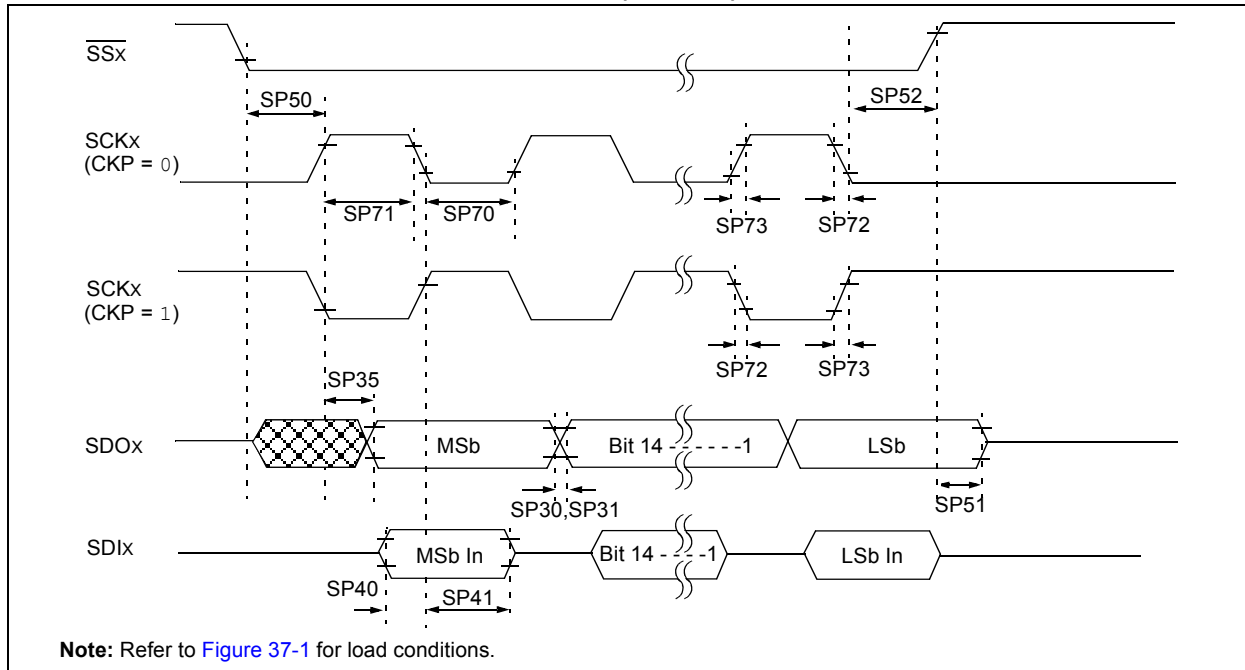 SSx
SP50
SP52
SCKx
(CKP = 0)
SP71
SP70
SP73
SP72
SCKx
(CKP = 1)
SP72
SP73
SP35
SDOx
MSb
Bit 14 - - - - - -1
LSb
SP30,SP31
SP51
SDIx
MSb In
Bit 14 - - - -1
LSb In
SP40
SP41
Note: Refer to Figure 37-1 for load conditions.